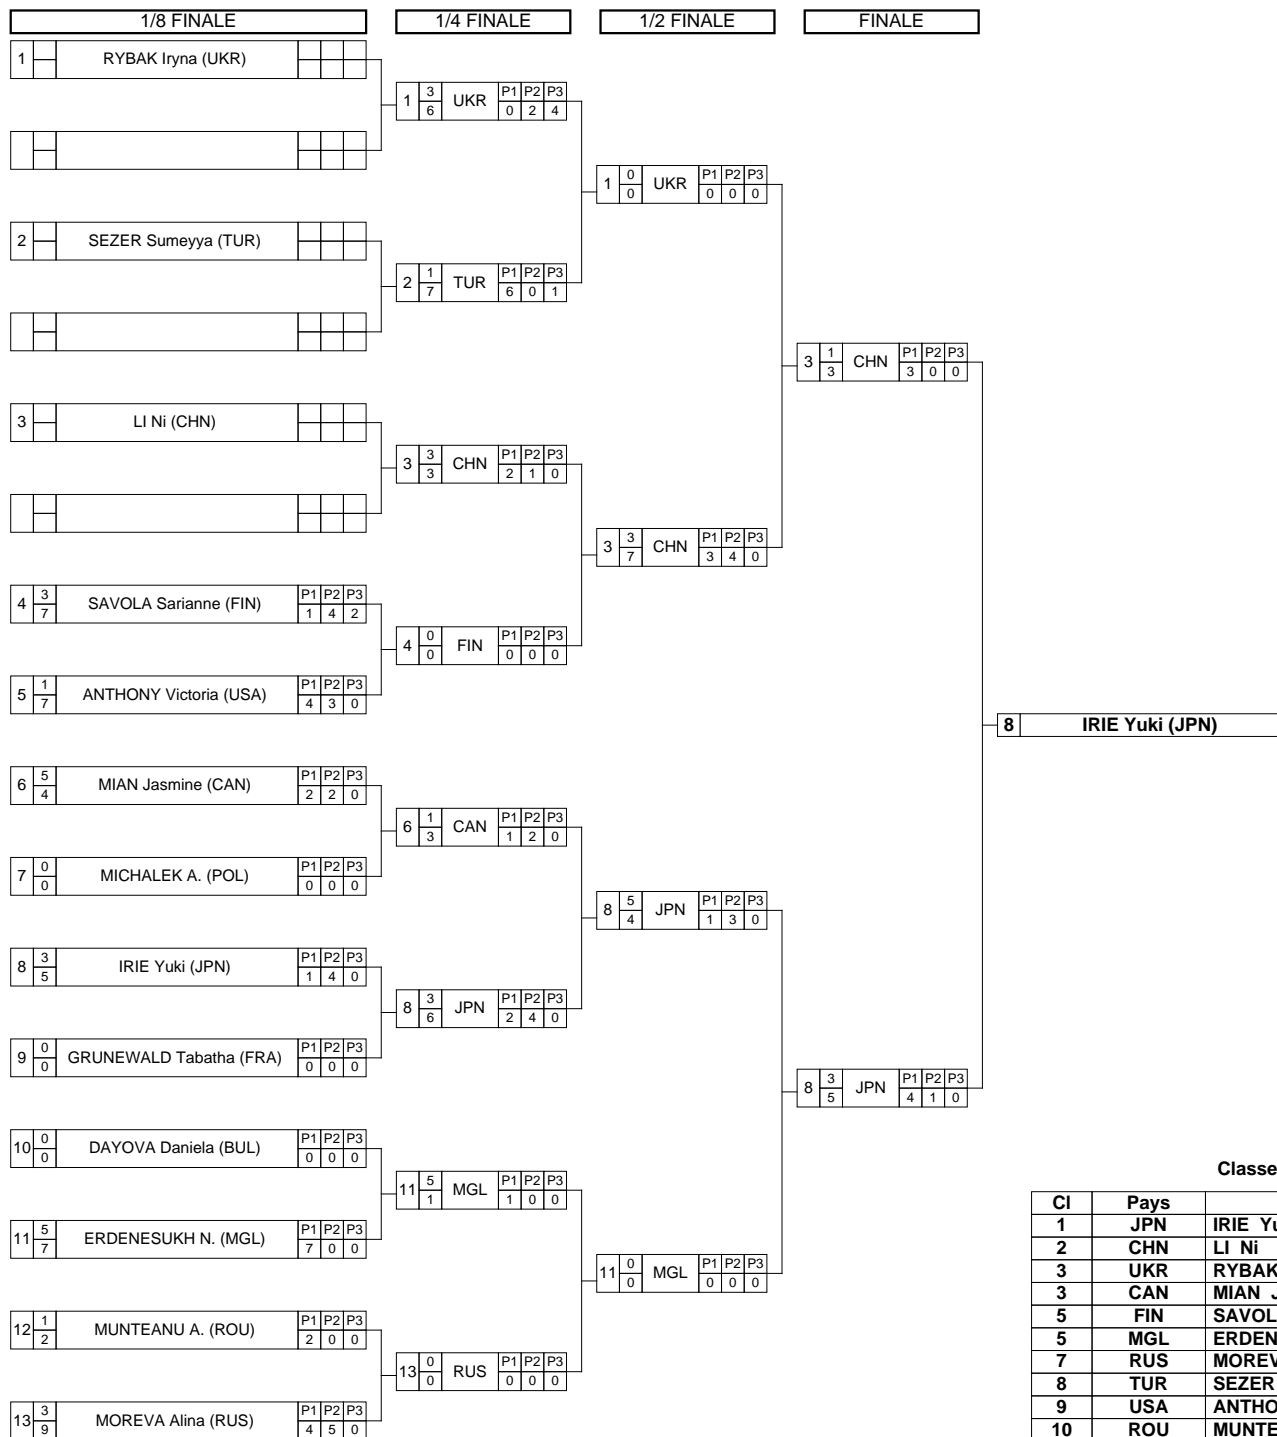 1/8 FINALE 1/4 FINALE 1/2 FINALE FINALE
1 RYBAK Iryna (UKR)
1 3 6 UKR P1 P2 P3 0 2 4
1 0 0 UKR P1 P2 P3 0 0 0
2 SEZER Sumeyya (TUR)
2 1 7 TUR P1 P2 P3 6 0 1
3 1 3 CHN P1 P2 P3 3 0 0
3 LI Ni (CHN)
3 3 3 CHN P1 P2 P3 2 1 0
3 3 7 CHN P1 P2 P3 3 4 0
4 3 7 SAVOLA Sarianne (FIN) P1 P2 P3 1 4 2
4 0 0 FIN P1 P2 P3 0 0 0
5 1 7 ANTHONY Victoria (USA) P1 P2 P3 4 3 0
8 IRIE Yuki (JPN)
6 5 4 MIAN Jasmine (CAN) P1 P2 P3 2 2 0
6 1 3 CAN P1 P2 P3 1 2 0
7 0 0 MICHALEK A. (POL) P1 P2 P3 0 0 0
8 5 4 JPN P1 P2 P3 1 3 0
8 3 5 IRIE Yuki (JPN) P1 P2 P3 1 4 0
8 3 6 JPN P1 P2 P3 2 4 0
9 0 0 GRUNEWALD Tabatha (FRA) P1 P2 P3 0 0 0
8 3 5 JPN P1 P2 P3 4 1 0
10 0 0 DAYOVA Daniela (BUL) P1 P2 P3 0 0 0
11 5 1 MGL P1 P2 P3 1 0 0
11 5 7 ERDENESUKH N. (MGL) P1 P2 P3 7 0 0
11 0 0 MGL P1 P2 P3 0 0 0
12 1 2 MUNTEANU A. (ROU) P1 P2 P3 2 0 0
13 0 0 RUS P1 P2 P3 0 0 0
13 3 9 MOREVA Alina (RUS) P1 P2 P3 4 5 0
Classe
Cl Pays
1 JPN IRIE Yu
2 CHN LI Ni
3 UKR RYBAK
3 CAN MIAN J
5 FIN SAVOL
5 MGL ERDEN
7 RUS MOREV
8 TUR SEZER
9 USA ANTHO
10 ROU MUNTE